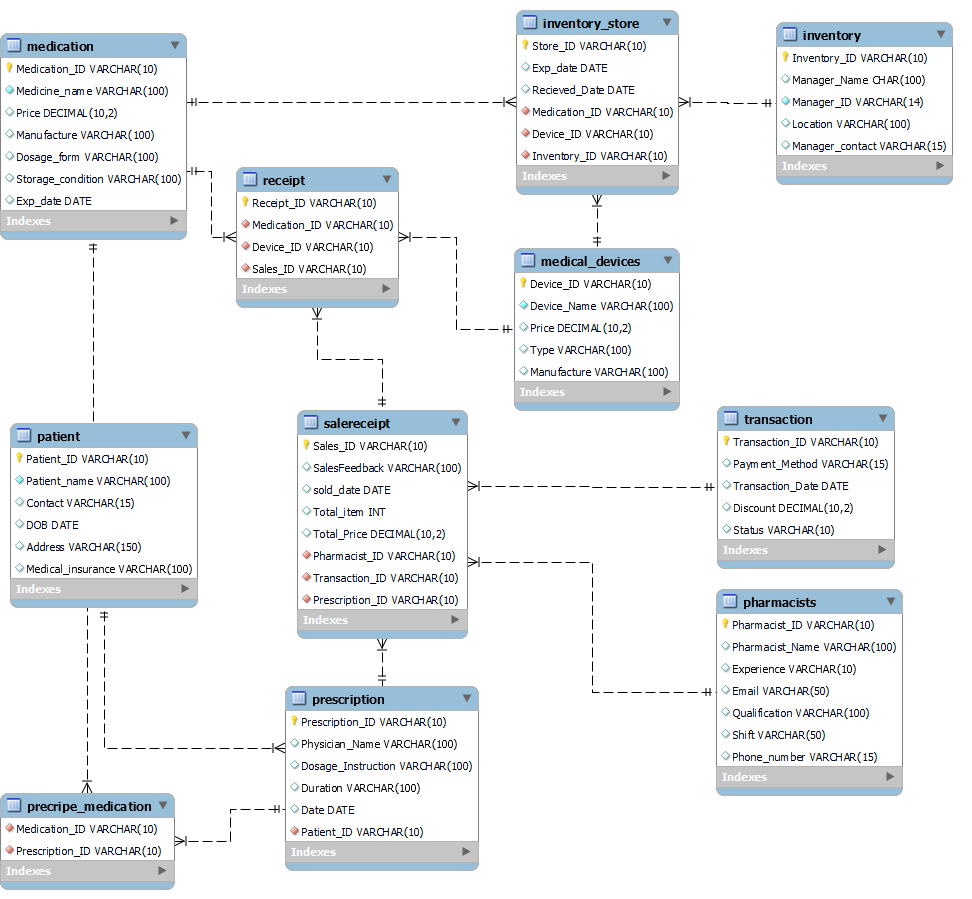 medication
Medication_ID VARCHAR(10)
Medicine_name VARCHAR(100)
Price DECIMAL(10,2)
Manufacture VARCHAR(100)
Dosage_form VARCHAR(100)
Storage_condition VARCHAR(100)
Exp_date DATE
Indexes
inventory_store
Store_ID VARCHAR(10)
Exp_date DATE
Recieved_Date DATE
Medication_ID VARCHAR(10)
Device_ID VARCHAR(10)
Inventory_ID VARCHAR(10)
Indexes
inventory
Inventory_ID VARCHAR(10)
Manager_Name CHAR(100)
Manager_ID VARCHAR(14)
Location VARCHAR(100)
Manager_contact VARCHAR(15)
Indexes
receipt
Receipt_ID VARCHAR(10)
Medication_ID VARCHAR(10)
Device_ID VARCHAR(10)
Sales_ID VARCHAR(10)
Indexes
medical_devices
Device_ID VARCHAR(10)
Device_Name VARCHAR(100)
Price DECIMAL(10,2)
Type VARCHAR(100)
Manufacture VARCHAR(100)
Indexes
patient
Patient_ID VARCHAR(10)
Patient_name VARCHAR(100)
Contact VARCHAR(15)
DOB DATE
Address VARCHAR(150)
Medical_insurance VARCHAR(100)
Indexes
salereceipt
Sales_ID VARCHAR(10)
SalesFeedback VARCHAR(100)
sold_date DATE
Total_item INT
Total_Price DECIMAL(10,2)
Pharmacist_ID VARCHAR(10)
Transaction_ID VARCHAR(10)
Prescription_ID VARCHAR(10)
Indexes
transaction
Transaction_ID VARCHAR(10)
Payment_Method VARCHAR(15)
Transaction_Date DATE
Discount DECIMAL(10,2)
Status VARCHAR(10)
Indexes
pharmacists
Pharmacist_ID VARCHAR(10)
Pharmacist_Name VARCHAR(100)
Experience VARCHAR(10)
Email VARCHAR(50)
Qualification VARCHAR(100)
Shift VARCHAR(50)
Phone_number VARCHAR(15)
Indexes
prescription
Prescription_ID VARCHAR(10)
Physician_Name VARCHAR(100)
Dosage_Instruction VARCHAR(100)
Duration VARCHAR(100)
Date DATE
Patient_ID VARCHAR(10)
Indexes
precripe_medication
Medication_ID VARCHAR(10)
Prescription_ID VARCHAR(10)
Indexes